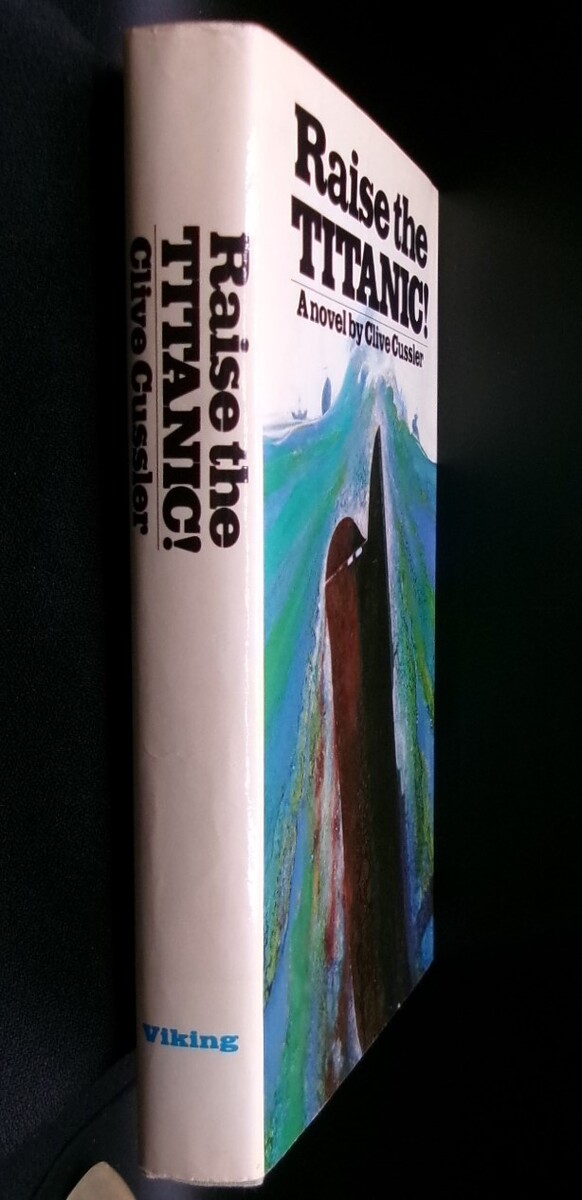 Raise the
TITANIC!
Clive Cussler
Viking
Raise the
TITANIC!
A novel by Clive Cussler